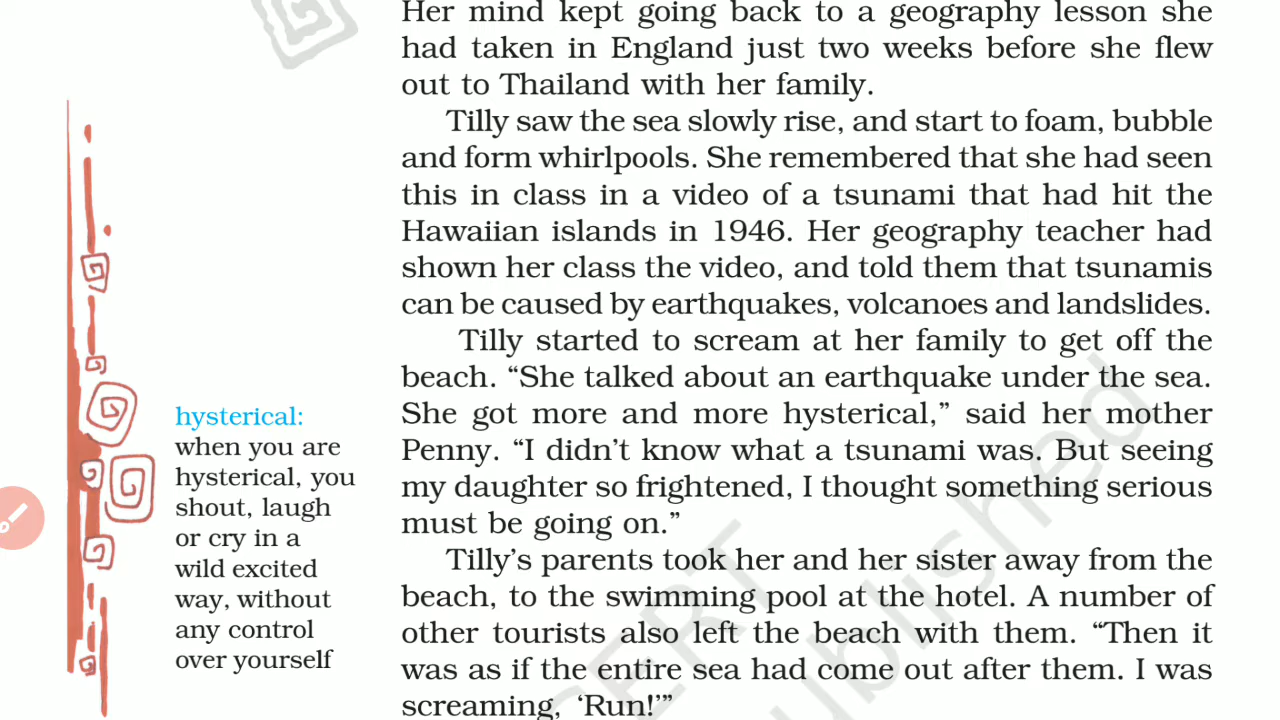 Her mind kept going back to a geography lesson she
had taken in England just two weeks before she flew
out to Thailand with her family.
Tilly saw the sea slowly rise, and start to foam, bubble
and form whirlpools. She remembered that she had seen
this in class in a video of a tsunami that had hit the
Hawaiian islands in 1946. Her geography teacher had
shown her class the video, and told them that tsunamis
can be caused by earthquakes, volcanoes and landslides.
Tilly started to scream at her family to get off the
beach. “She talked about an earthquake under the sea.
She got more and more hysterical,” said her mother
Penny. “I didn’t know what a tsunami was. But seeing
my daughter so frightened, I thought something serious
must be going on.”
Tilly’s parents took her and her sister away from the
beach, to the swimming pool at the hotel. A number of
other tourists also left the beach with them. “Then it
was as if the entire sea had come out after them. I was
screaming, ‘Run!’”
hysterical:
when you are
hysterical, you
shout, laugh
or cry in a
wild excited
way, without
any control
over yourself